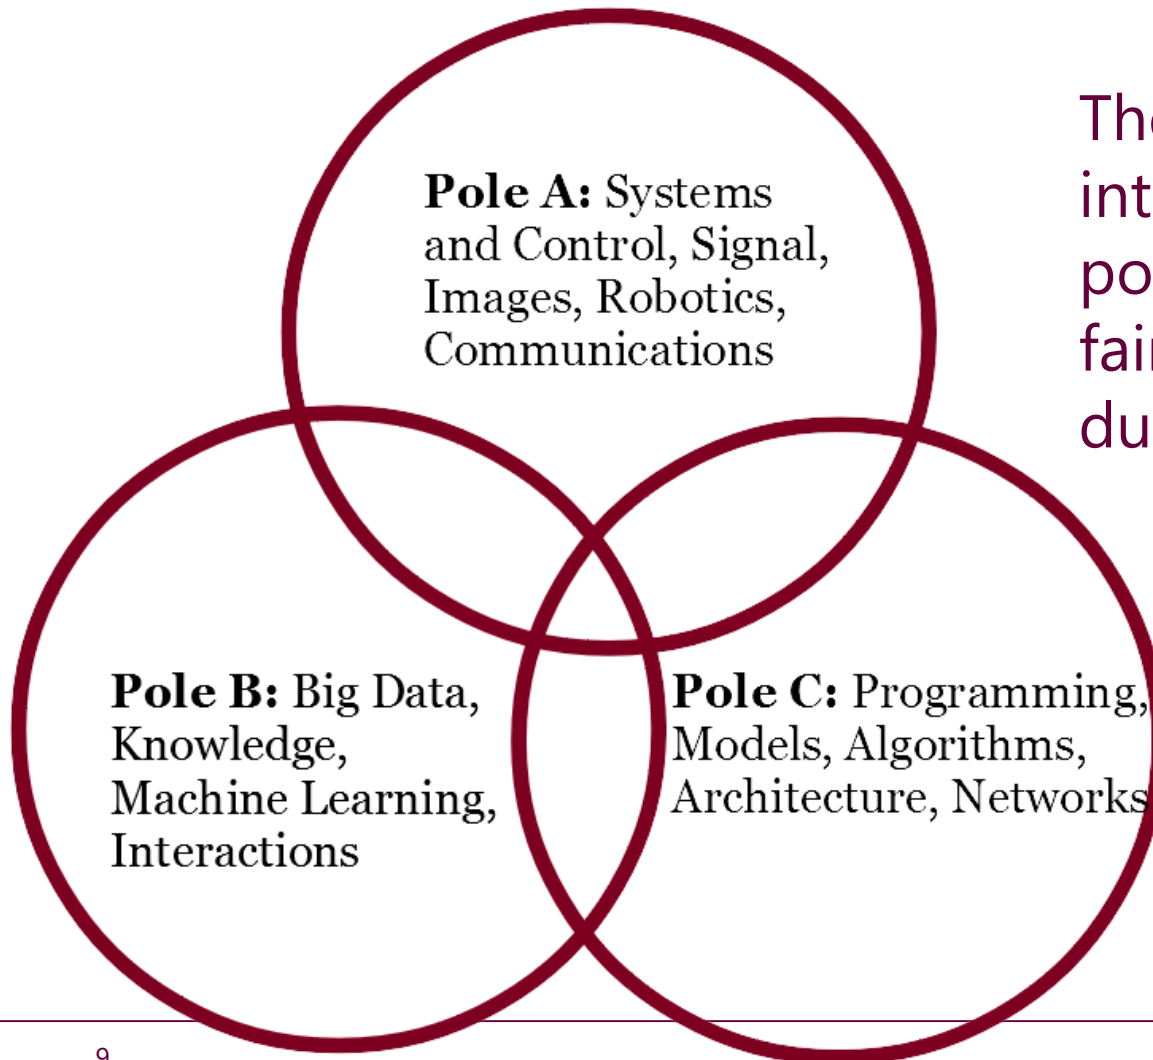 Pole A: Systems
and Control, Signal,
Images, Robotics,
Communications
Pole B: Big Data,
Knowledge,
Machine Learning,
Interactions
Pole C: Programming,
Models, Algorithms,
Architecture, Networks
9